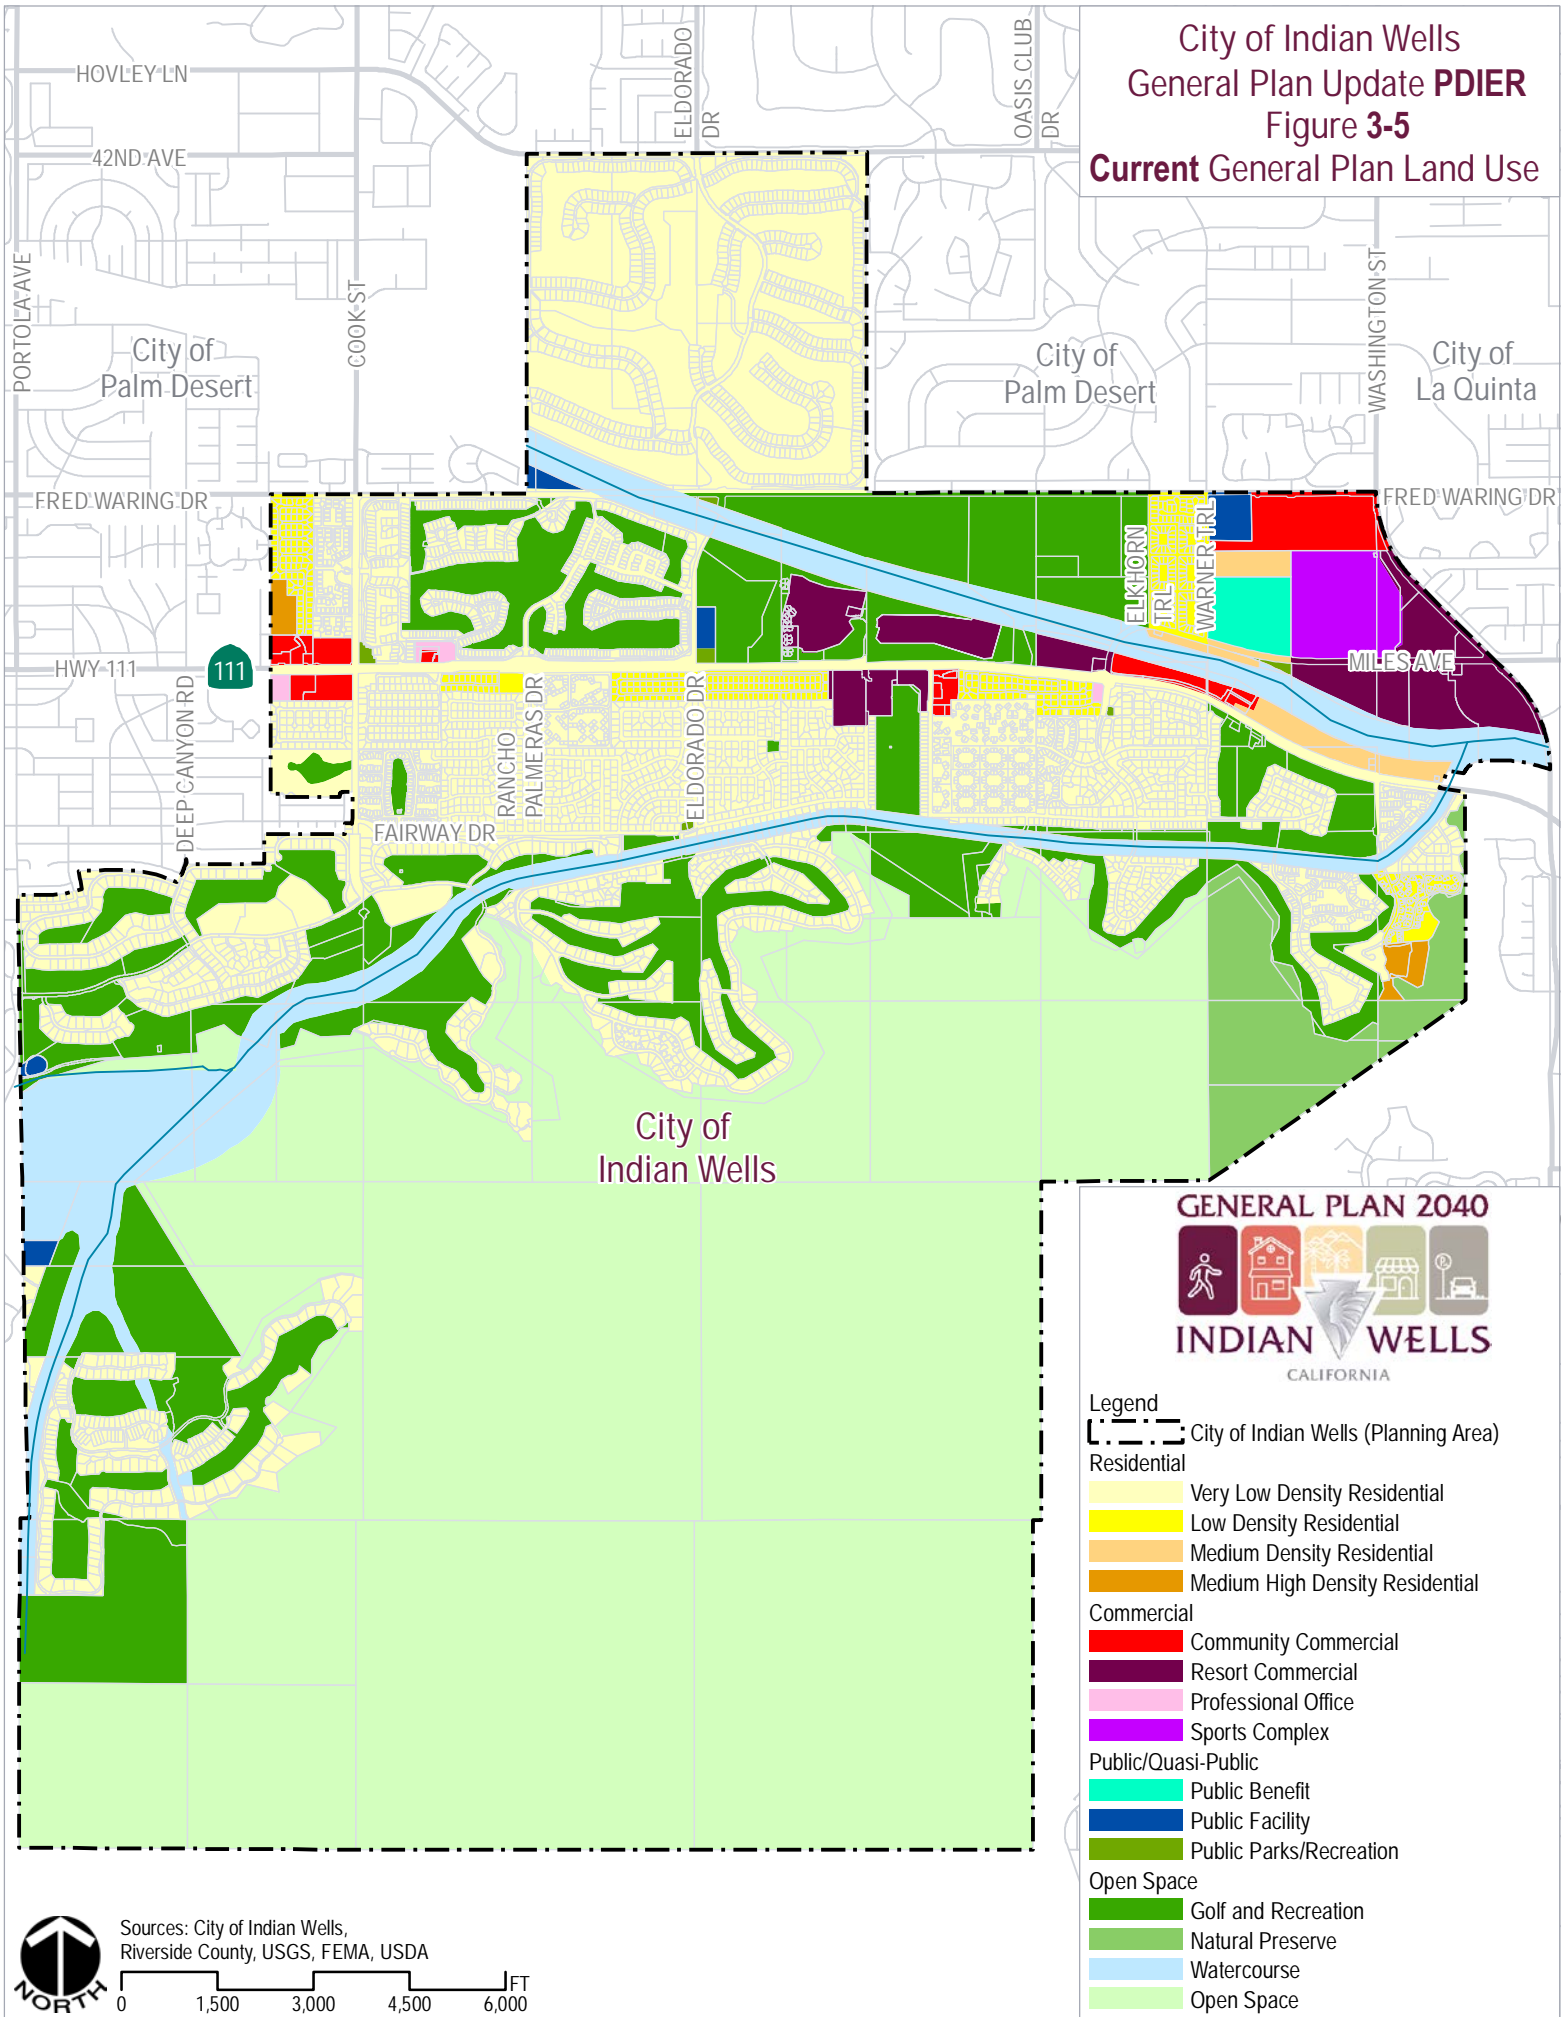 City of Indian Wells
General Plan Update PDIER
Figure 3-5
Current General Plan Land Use
HOVLEY LN
42ND AVE
ELDORADO
DR
OASIS CLUB
DR
PORTOLA AVE
COOK ST
WASHINGTON ST
City of
Palm Desert
City of
Palm Desert
City of
La Quinta
FRED WARING DR
FRED WARING DR
ELKHORN
TRL
WARNER TRL
HWY 111
111
MILES AVE
DEEP CANYON RD
RANCHO
PALMERAS DR
ELDORADO DR
FAIRWAY DR
City of
Indian Wells
GENERAL PLAN 2040
INDIAN WELLS
CALIFORNIA
Legend
City of Indian Wells (Planning Area)
Residential
Very Low Density Residential
Low Density Residential
Medium Density Residential
Medium High Density Residential
Commercial
Community Commercial
Resort Commercial
Professional Office
Sports Complex
Public/Quasi-Public
Public Benefit
Public Facility
Public Parks/Recreation
Open Space
Golf and Recreation
Natural Preserve
Watercourse
Open Space
NORTH
Sources: City of Indian Wells,
Riverside County, USGS, FEMA, USDA
FT
0 1,500 3,000 4,500 6,000